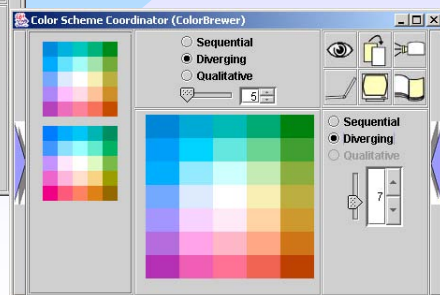 Color Scheme Coordinator (ColorBrewer)
Sequential
Diverging
Qualitative
5
Sequential
Diverging
Qualitative
7